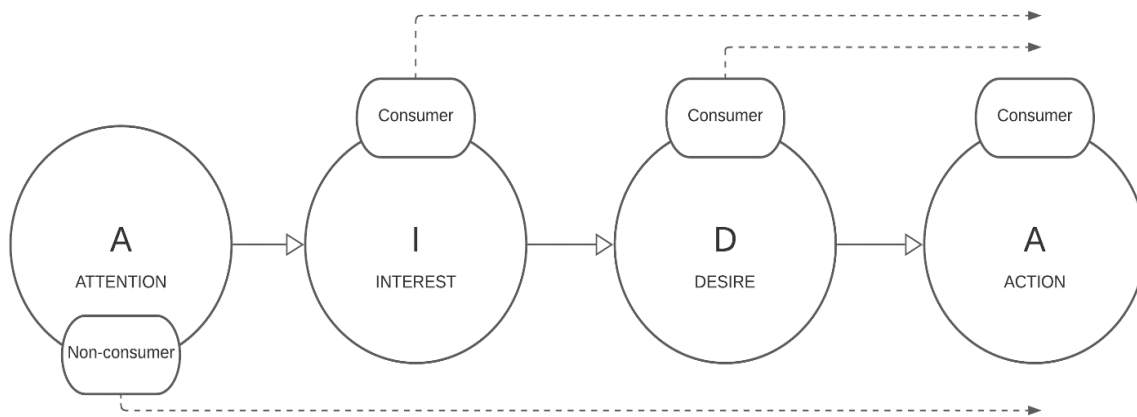 Consumer
Consumer
Consumer
A
ATTENTION
I
INTEREST
D
DESIRE
A
ACTION
Non-consumer